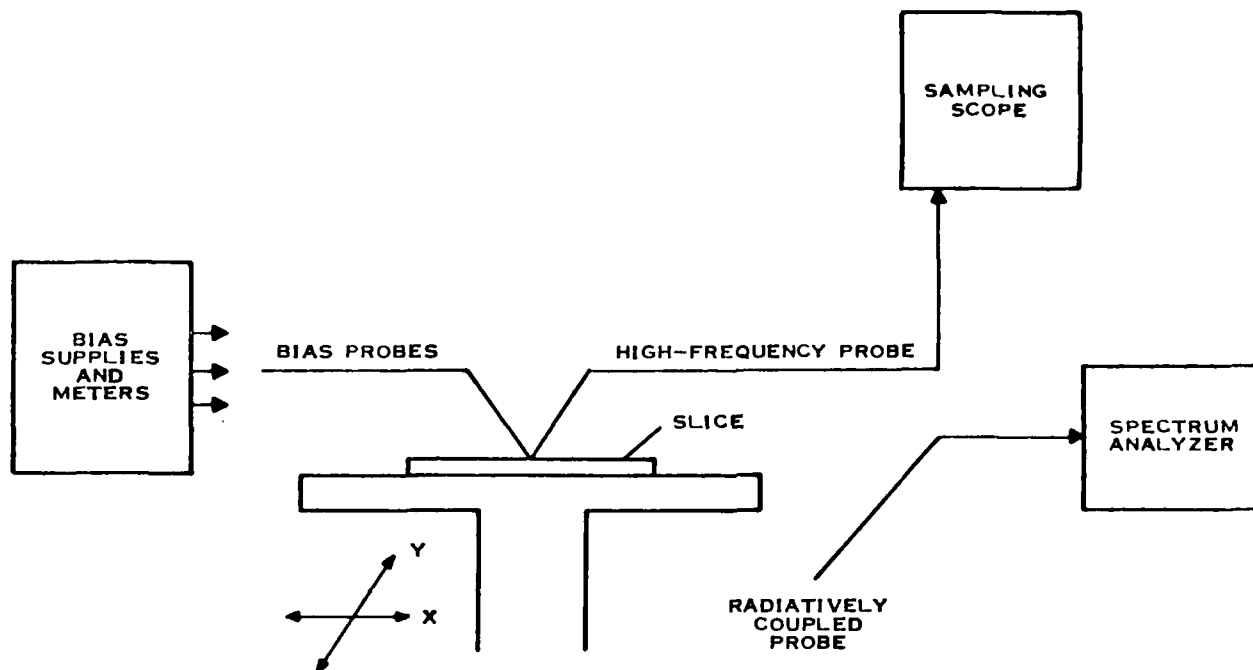 SAMPLING
SCOPE
BIAS
SUPPLIES
AND
METERS
BIAS PROBES
HIGH-FREQUENCY PROBE
SLICE
SPECTRUM
ANALYZER
Y
X
RADIATIVELY
COUPLED
PROBE